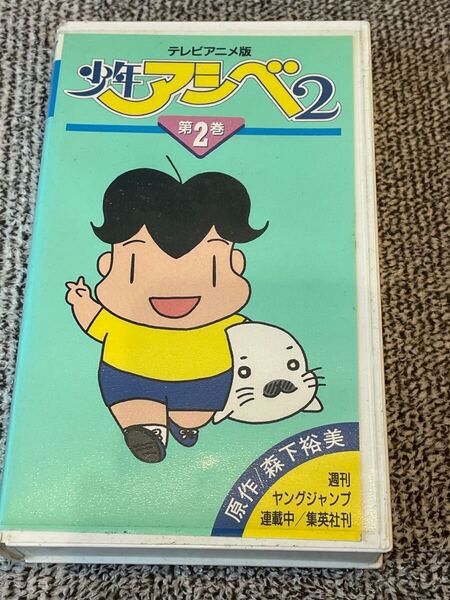 テレビアニメ版
少年アシベ2
第2巻
原作/森下裕美
週刊
ヤングジャンプ
連載中/集英社刊